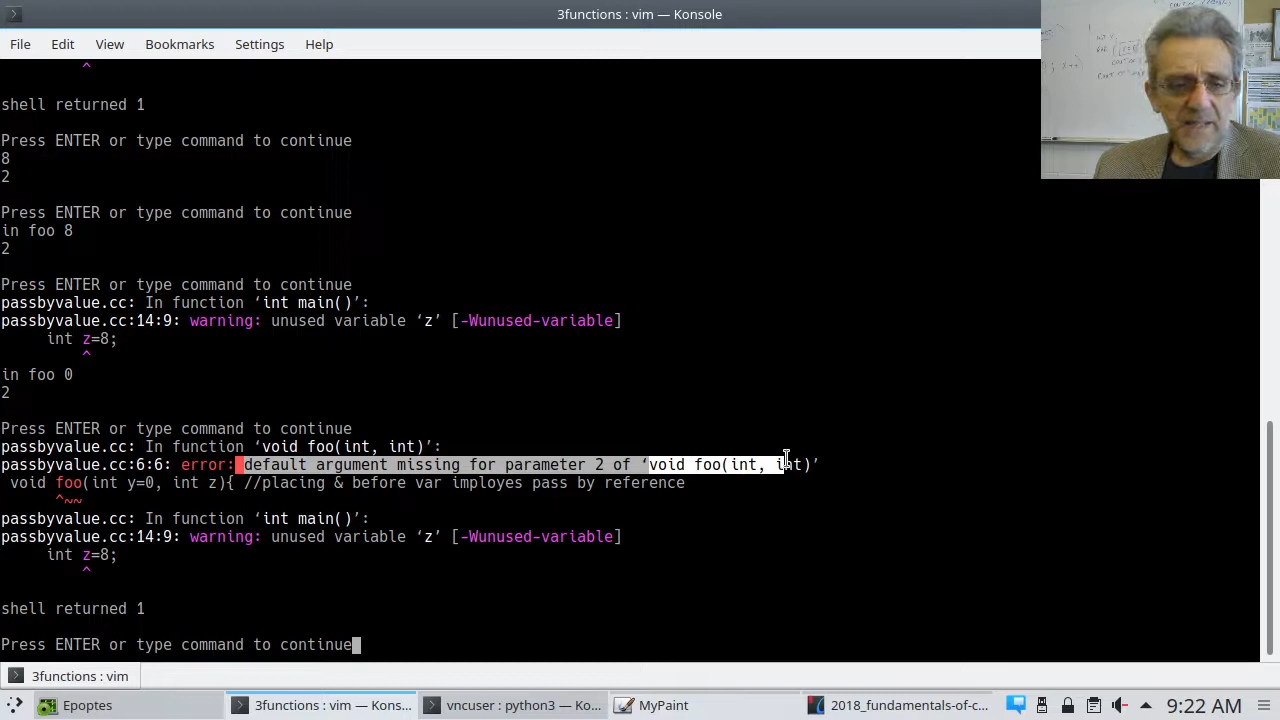 3functions : vim — Konsole
File Edit View Bookmarks Settings Help
^
shell returned 1
Press ENTER or type command to continue
8
2
Press ENTER or type command to continue
in foo 8
2
Press ENTER or type command to continue
passbyvalue.cc: In function ‘int main()’:
passbyvalue.cc:14:9: warning: unused variable ‘z’ [-Wunused-variable]
int z=8;
^
in foo 0
2
Press ENTER or type command to continue
passbyvalue.cc: In function ‘void foo(int, int)’:
passbyvalue.cc:6:6: error: default argument missing for parameter 2 of ‘void foo(int, int)’
void foo(int y=0, int z){ //placing & before var imployes pass by reference
^~~
passbyvalue.cc: In function ‘int main()’:
passbyvalue.cc:14:9: warning: unused variable ‘z’ [-Wunused-variable]
int z=8;
^
shell returned 1
Press ENTER or type command to continue
3functions : vim
Epoptes 3functions : vim — Kons... vncuser : python3 — Ko... MyPaint 2018_fundamentals-of-c... 9:22 AM